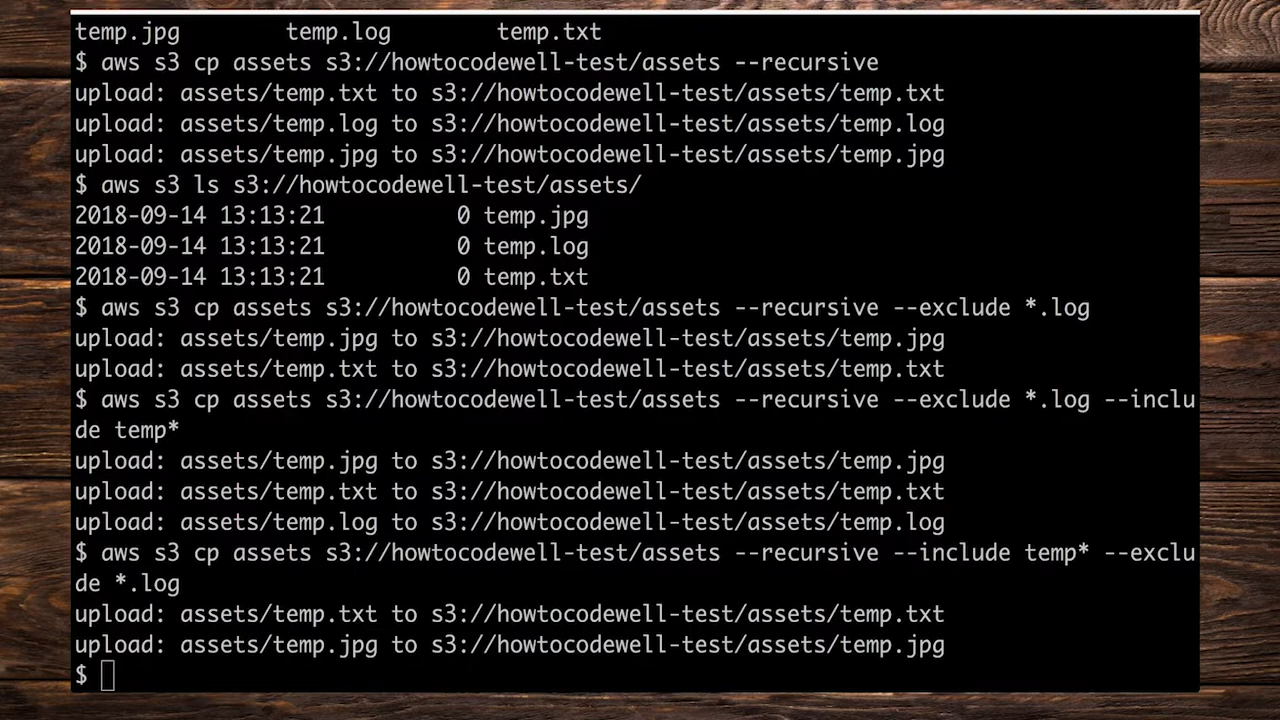 temp.jpg        temp.log        temp.txt
$ aws s3 cp assets s3://howtocodewell-test/assets --recursive
upload: assets/temp.txt to s3://howtocodewell-test/assets/temp.txt
upload: assets/temp.log to s3://howtocodewell-test/assets/temp.log
upload: assets/temp.jpg to s3://howtocodewell-test/assets/temp.jpg
$ aws s3 ls s3://howtocodewell-test/assets/
2018-09-14 13:13:21          0 temp.jpg
2018-09-14 13:13:21          0 temp.log
2018-09-14 13:13:21          0 temp.txt
$ aws s3 cp assets s3://howtocodewell-test/assets --recursive --exclude *.log
upload: assets/temp.jpg to s3://howtocodewell-test/assets/temp.jpg
upload: assets/temp.txt to s3://howtocodewell-test/assets/temp.txt
$ aws s3 cp assets s3://howtocodewell-test/assets --recursive --exclude *.log --inclu
de temp*
upload: assets/temp.jpg to s3://howtocodewell-test/assets/temp.jpg
upload: assets/temp.txt to s3://howtocodewell-test/assets/temp.txt
upload: assets/temp.log to s3://howtocodewell-test/assets/temp.log
$ aws s3 cp assets s3://howtocodewell-test/assets --recursive --include temp* --exclu
de *.log
upload: assets/temp.txt to s3://howtocodewell-test/assets/temp.txt
upload: assets/temp.jpg to s3://howtocodewell-test/assets/temp.jpg
$